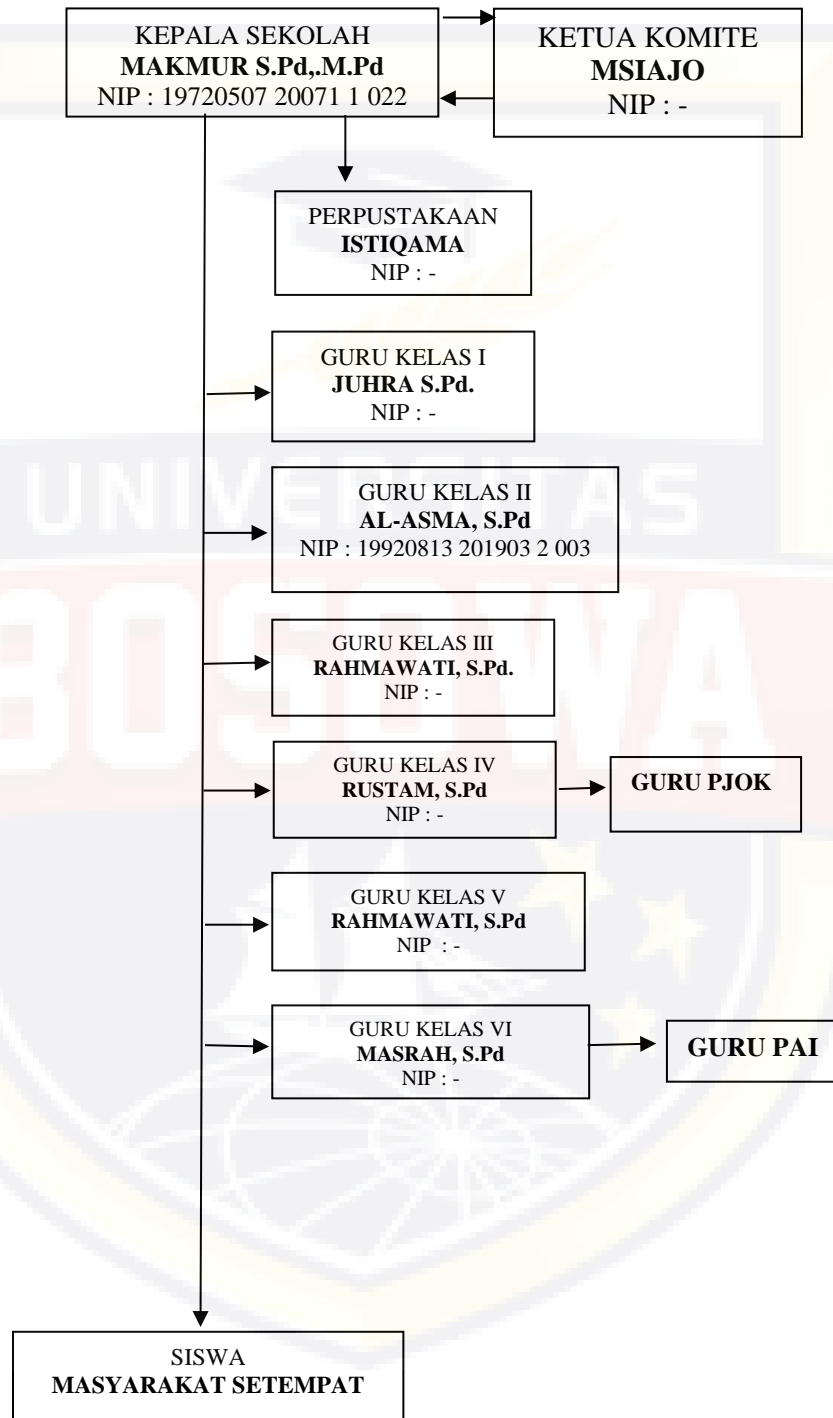 KEPALA SEKOLAH
MAKMUR S.Pd,.M.Pd
NIP : 19720507 20071 1 022
KETUA KOMITE
MSIAJO
NIP : -
PERPUSTAKAAN
ISTIQAMA
NIP : -
GURU KELAS I
JUHRA S.Pd.
NIP : -
GURU KELAS II
AL-ASMA, S.Pd
NIP : 19920813 201903 2 003
GURU KELAS III
RAHMAWATI, S.Pd.
NIP : -
GURU KELAS IV
RUSTAM, S.Pd
NIP : -
GURU PJOK
GURU KELAS V
RAHMAWATI, S.Pd
NIP  : -
GURU KELAS VI
MASRAH, S.Pd
NIP : -
GURU PAI
SISWA
MASYARAKAT SETEMPAT
UNIVERSITAS
BOSOWA